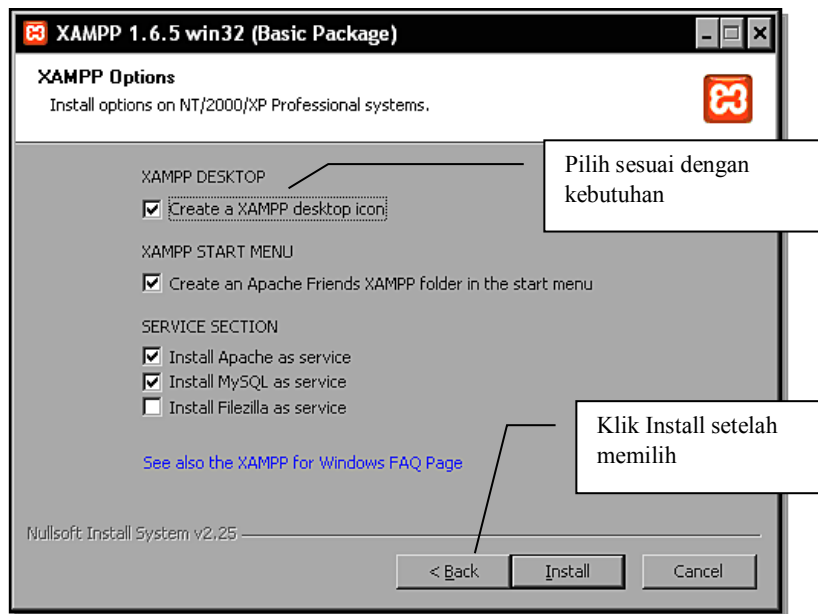 XAMPP 1.6.5 win32 (Basic Package)
XAMPP Options
Install options on NT/2000/XP Professional systems.
Pilih sesuai dengan
kebutuhan
XAMPP DESKTOP
Create a XAMPP desktop icon
XAMPP START MENU
Create an Apache Friends XAMPP folder in the start menu
SERVICE SECTION
Install Apache as service
Install MySQL as service
Install Filezilla as service
Klik Install setelah
memilih
See also the XAMPP for Windows FAQ Page
Nullsoft Install System v2.25
< Back Install Cancel